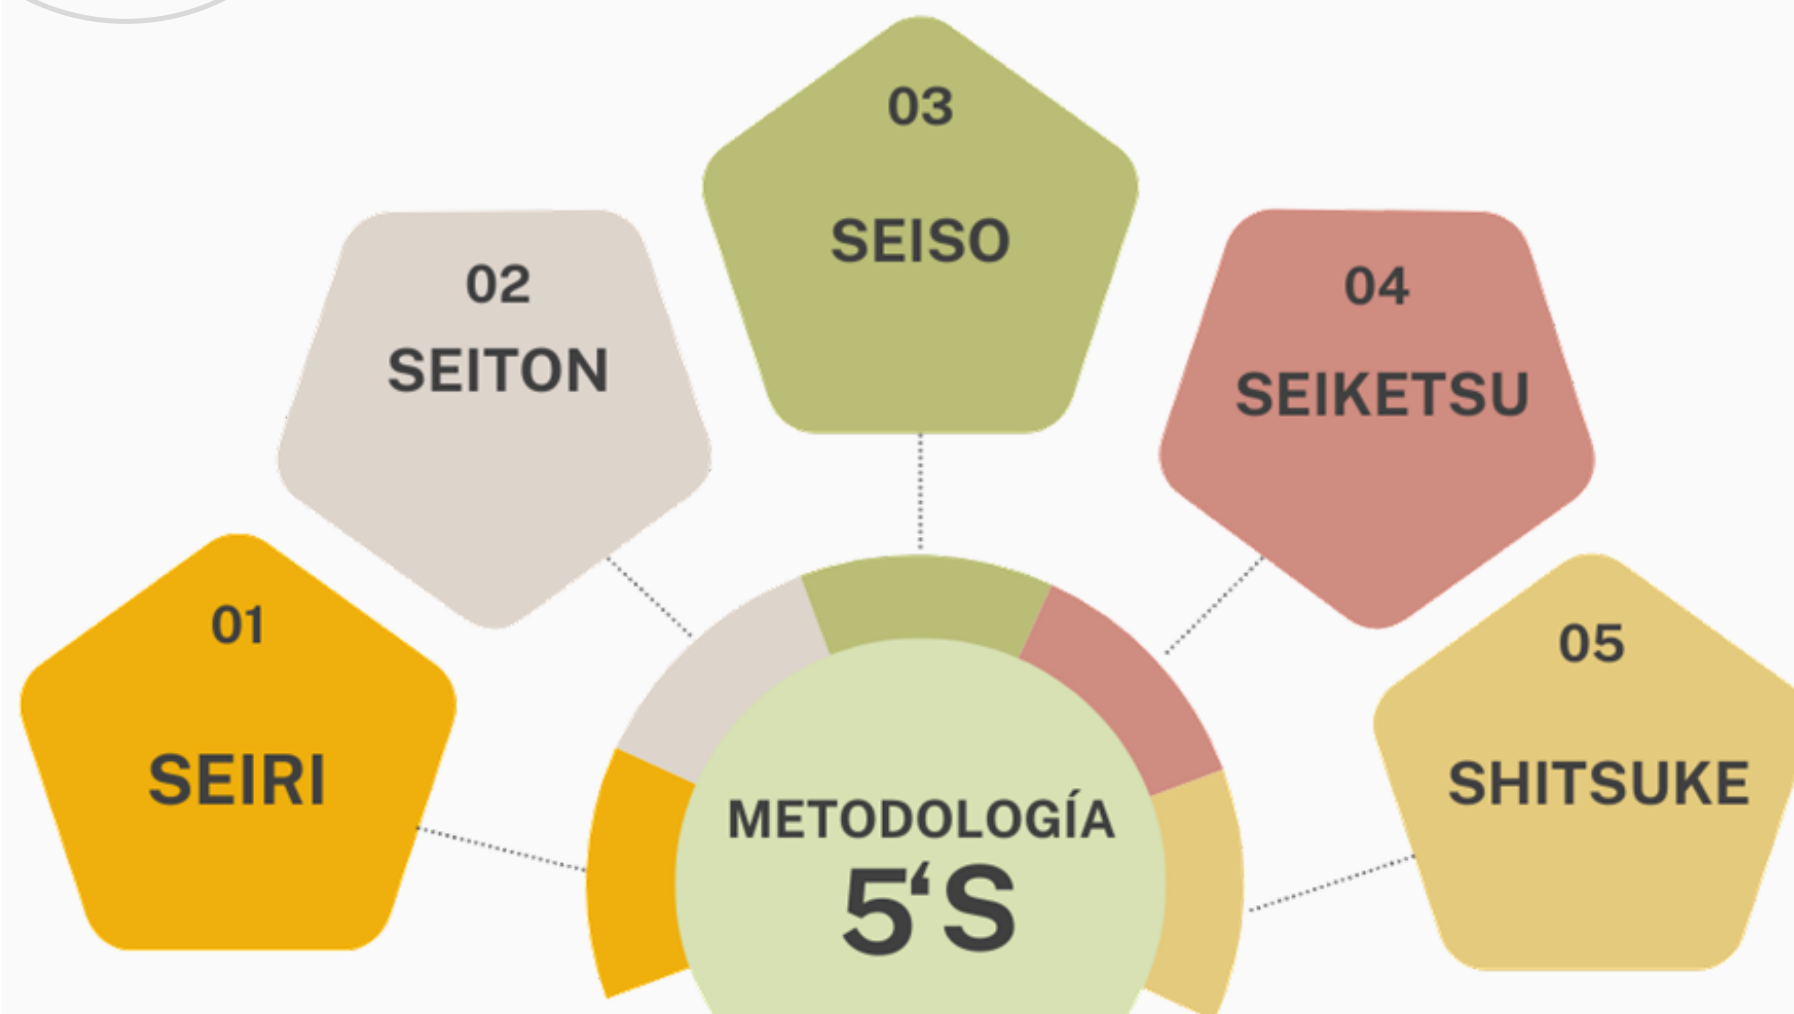 01
SEIRI
02
SEITON
03
SEISO
04
SEIKETSU
05
SHITSUKE
METODOLOGÍA
5‘S